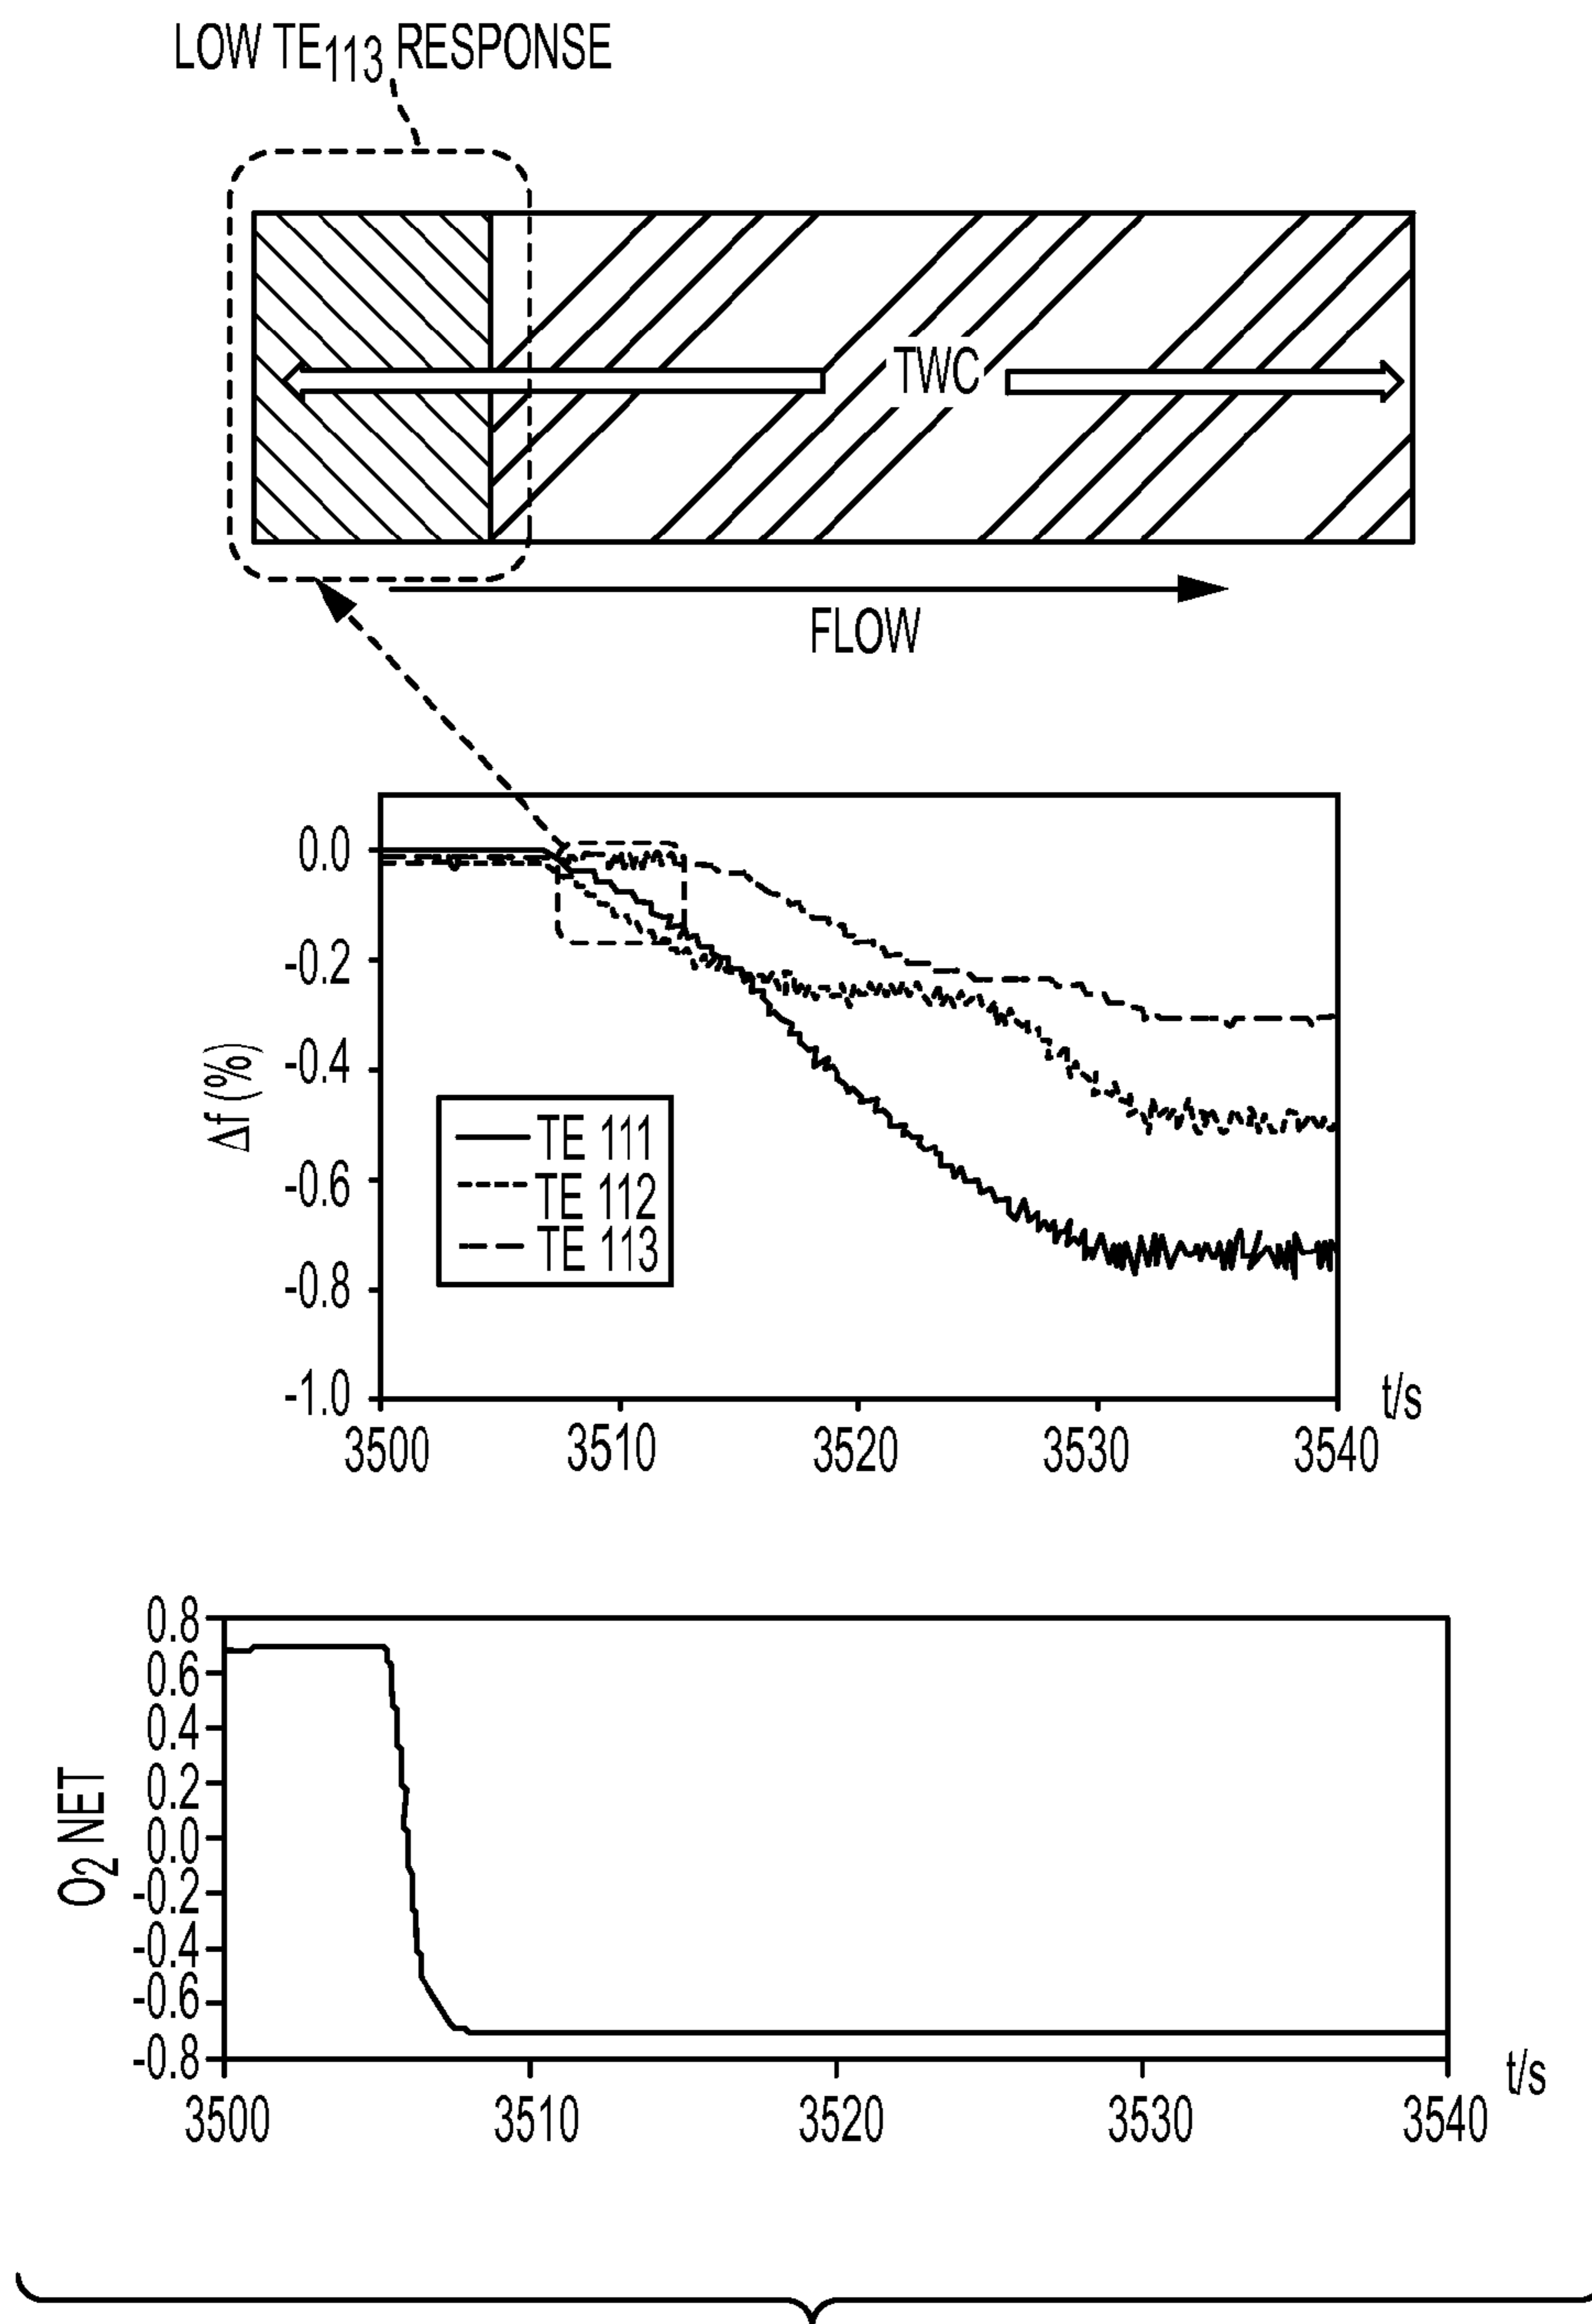 LOW TE113 RESPONSE
TWC
FLOW
0.0
-0.2
-0.4
-0.6
-0.8
-1.0
Δf (%)
TE 111
TE 112
TE 113
3500 3510 3520 3530 3540
t/s
0.8
0.6
0.4
0.2
0.0
-0.2
-0.4
-0.6
-0.8
O2 NET
3500 3510 3520 3530 3540
t/s